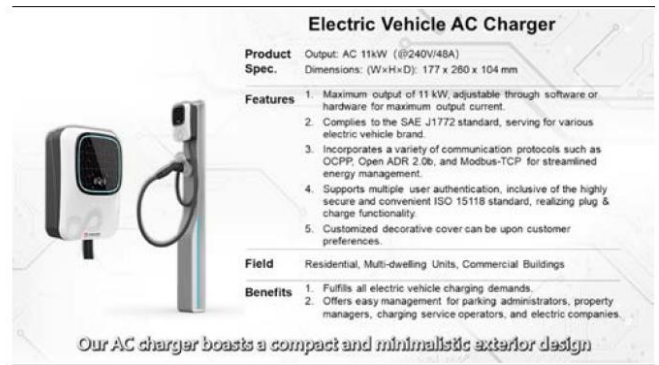 Electric Vehicle AC Charger
Product Spec.
Output: AC 11kW (@240V/48A)
Dimensions: (W×H×D): 177 x 260 x 104 mm
Features
1. Maximum output of 11 kW, adjustable through software or
hardware for maximum output current.
2. Complies to the SAE J1772 standard, serving for various
electric vehicle brand.
3. Incorporates a variety of communication protocols such as
OCPP, Open ADR 2.0b, and Modbus-TCP for streamlined
energy management.
4. Supports multiple user authentication, inclusive of the highly
secure and convenient ISO 15118 standard, realizing plug &
charge functionality.
5. Customized decorative cover can be upon customer
preferences.
Field
Residential, Multi-dwelling Units, Commercial Buildings
Benefits
1. Fulfills all electric vehicle charging demands.
2. Offers easy management for parking administrators, property
managers, charging service operators, and electric companies.
Our AC charger boasts a compact and minimalistic exterior design